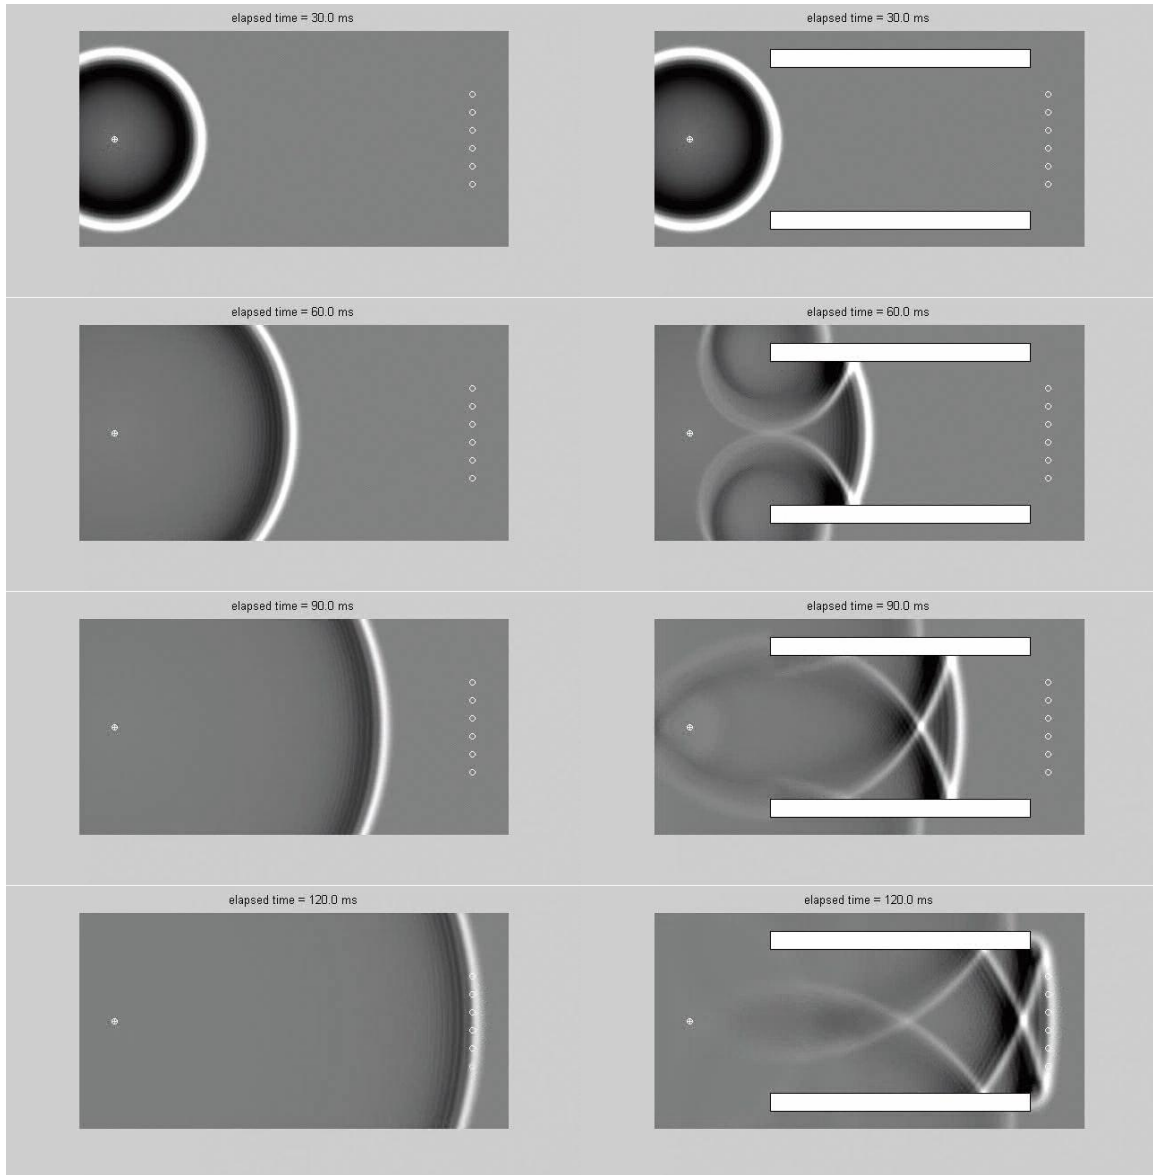 elapsed time = 30.0 ms
elapsed time = 30.0 ms
elapsed time = 60.0 ms
elapsed time = 60.0 ms
elapsed time = 90.0 ms
elapsed time = 90.0 ms
elapsed time = 120.0 ms
elapsed time = 120.0 ms